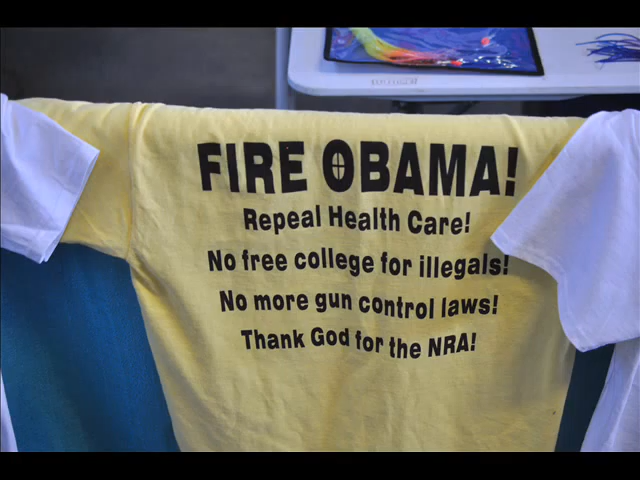 FIRE OBAMA!
Repeal Health Care!
No free college for illegals!
No more gun control laws!
Thank God for the NRA!